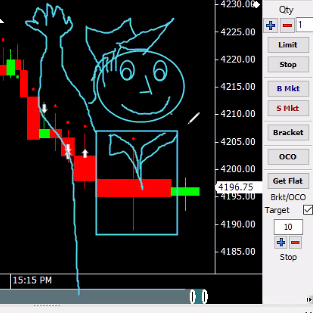 4230.00
Qty
1
4225.00
Limit
4220.00
Stop
4215.00
B Mkt
4210.00
S Mkt
4205.00
Bracket
4200.00
OCO
4196.75
Get Flat
4190.00
Brkt/OCO
Target
4185.00
10
Stop
15:15 PM